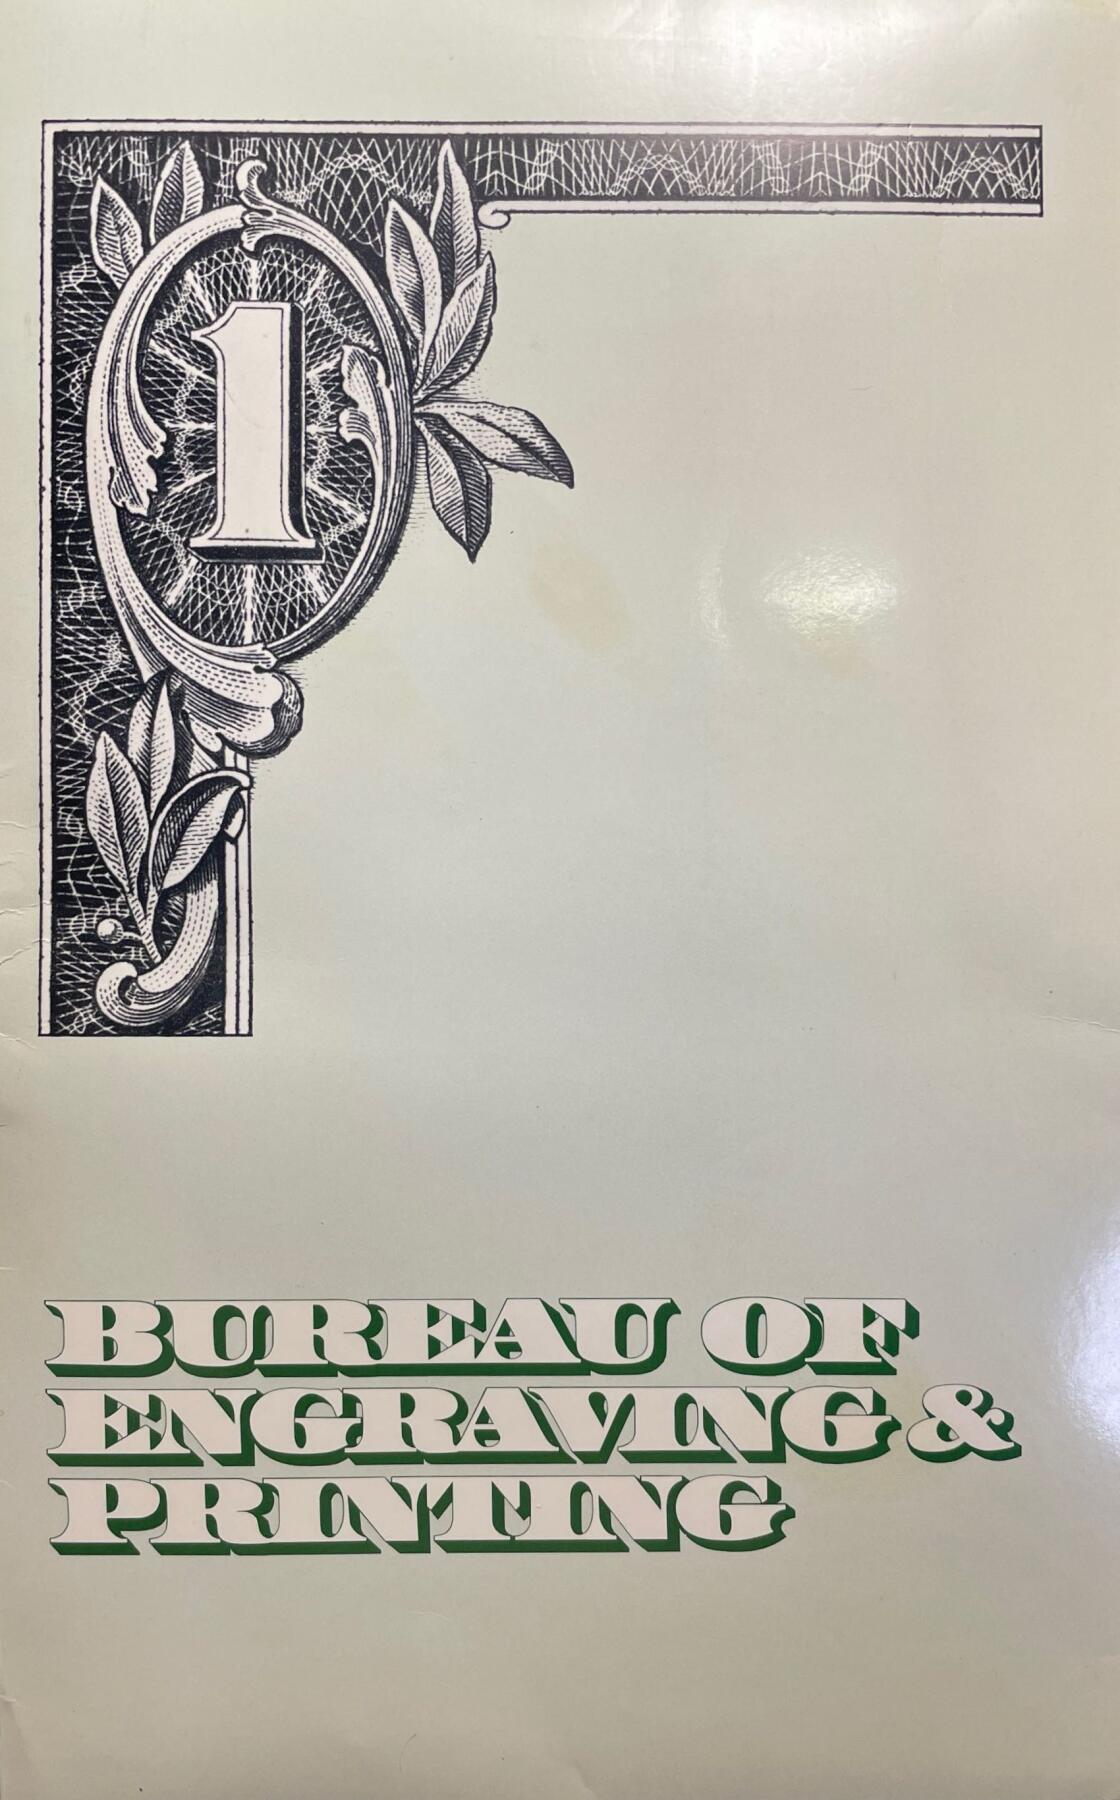 1
BUREAU OF
ENGRAVING &
PRINTING